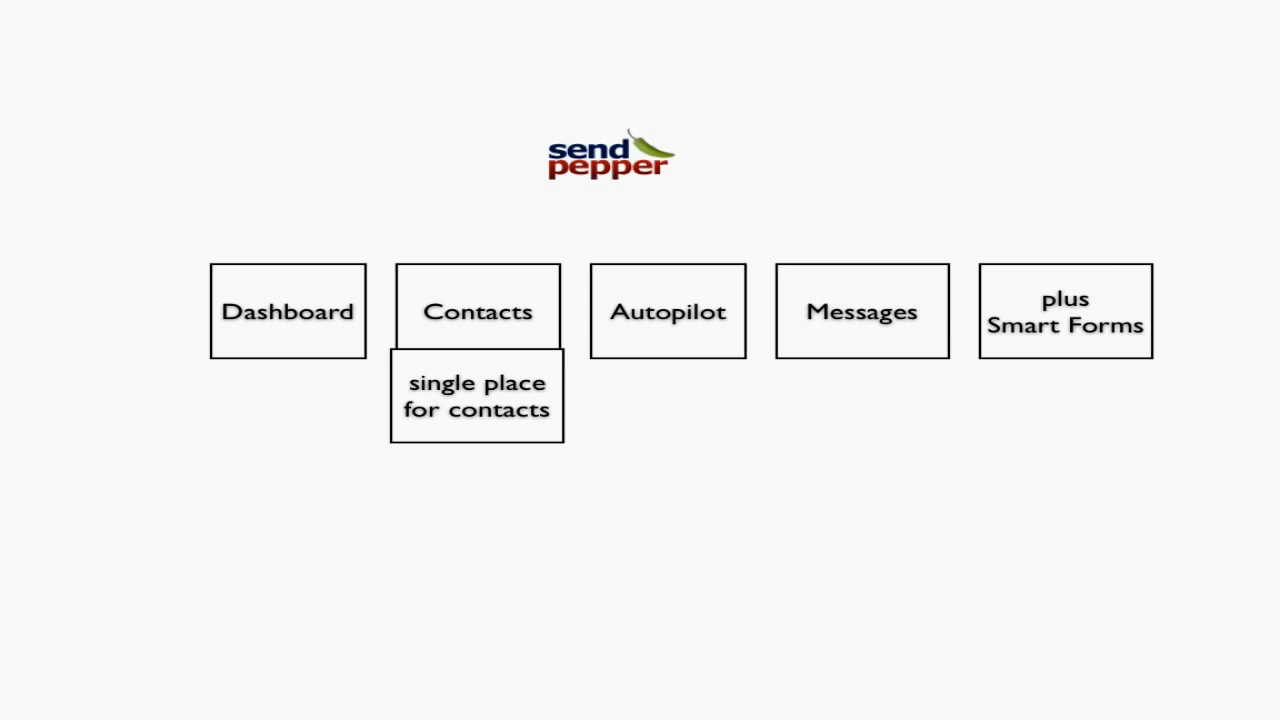 send
pepper
Dashboard
Contacts
Autopilot
Messages
plus
Smart Forms
single place
for contacts